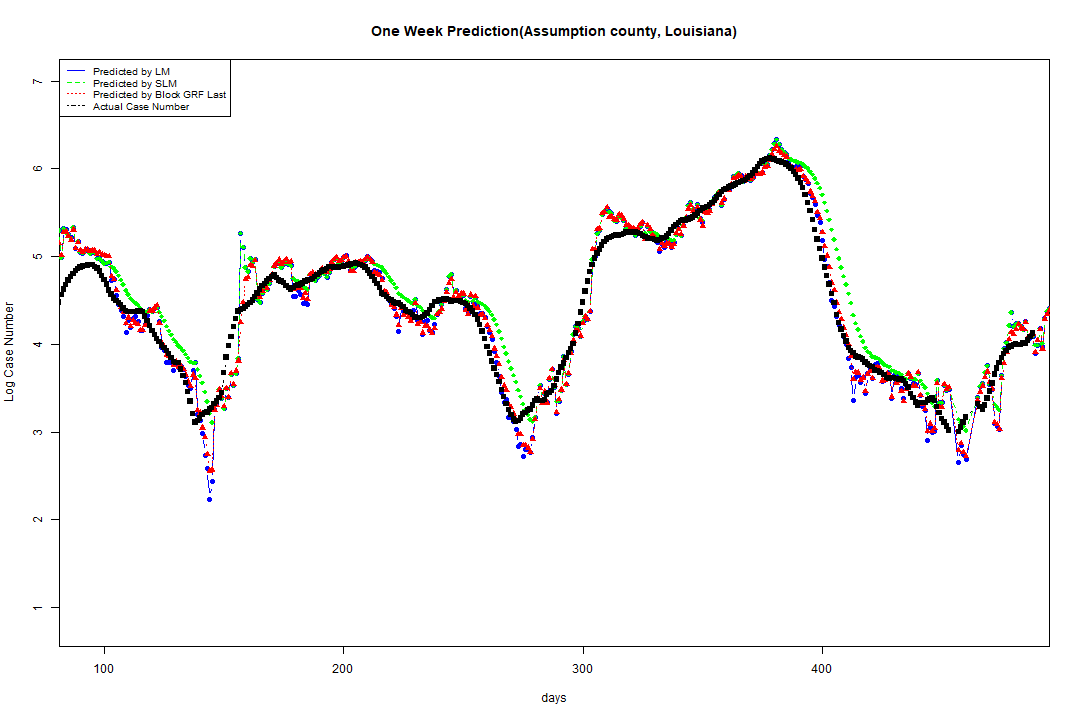 One Week Prediction(Assumption county, Louisiana)
Predicted by LM
Predicted by SLM
Predicted by Block GRF Last
Actual Case Number
Log Case Number
7
6
5
4
3
2
1
100
200
300
400
days